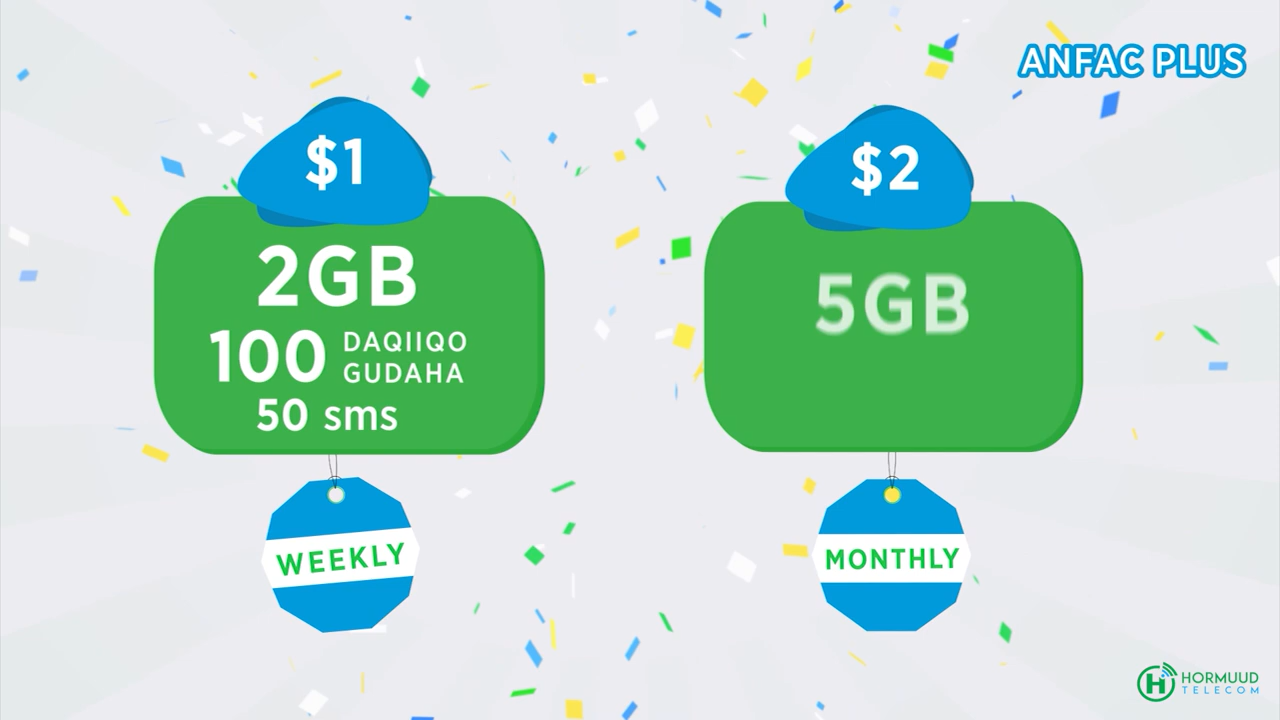 ANFAC PLUS
$1
2GB
100 DAQIIQO
GUDAHA
50 sms
WEEKLY
$2
5GB
MONTHLY
HORMUUD
TELECOM